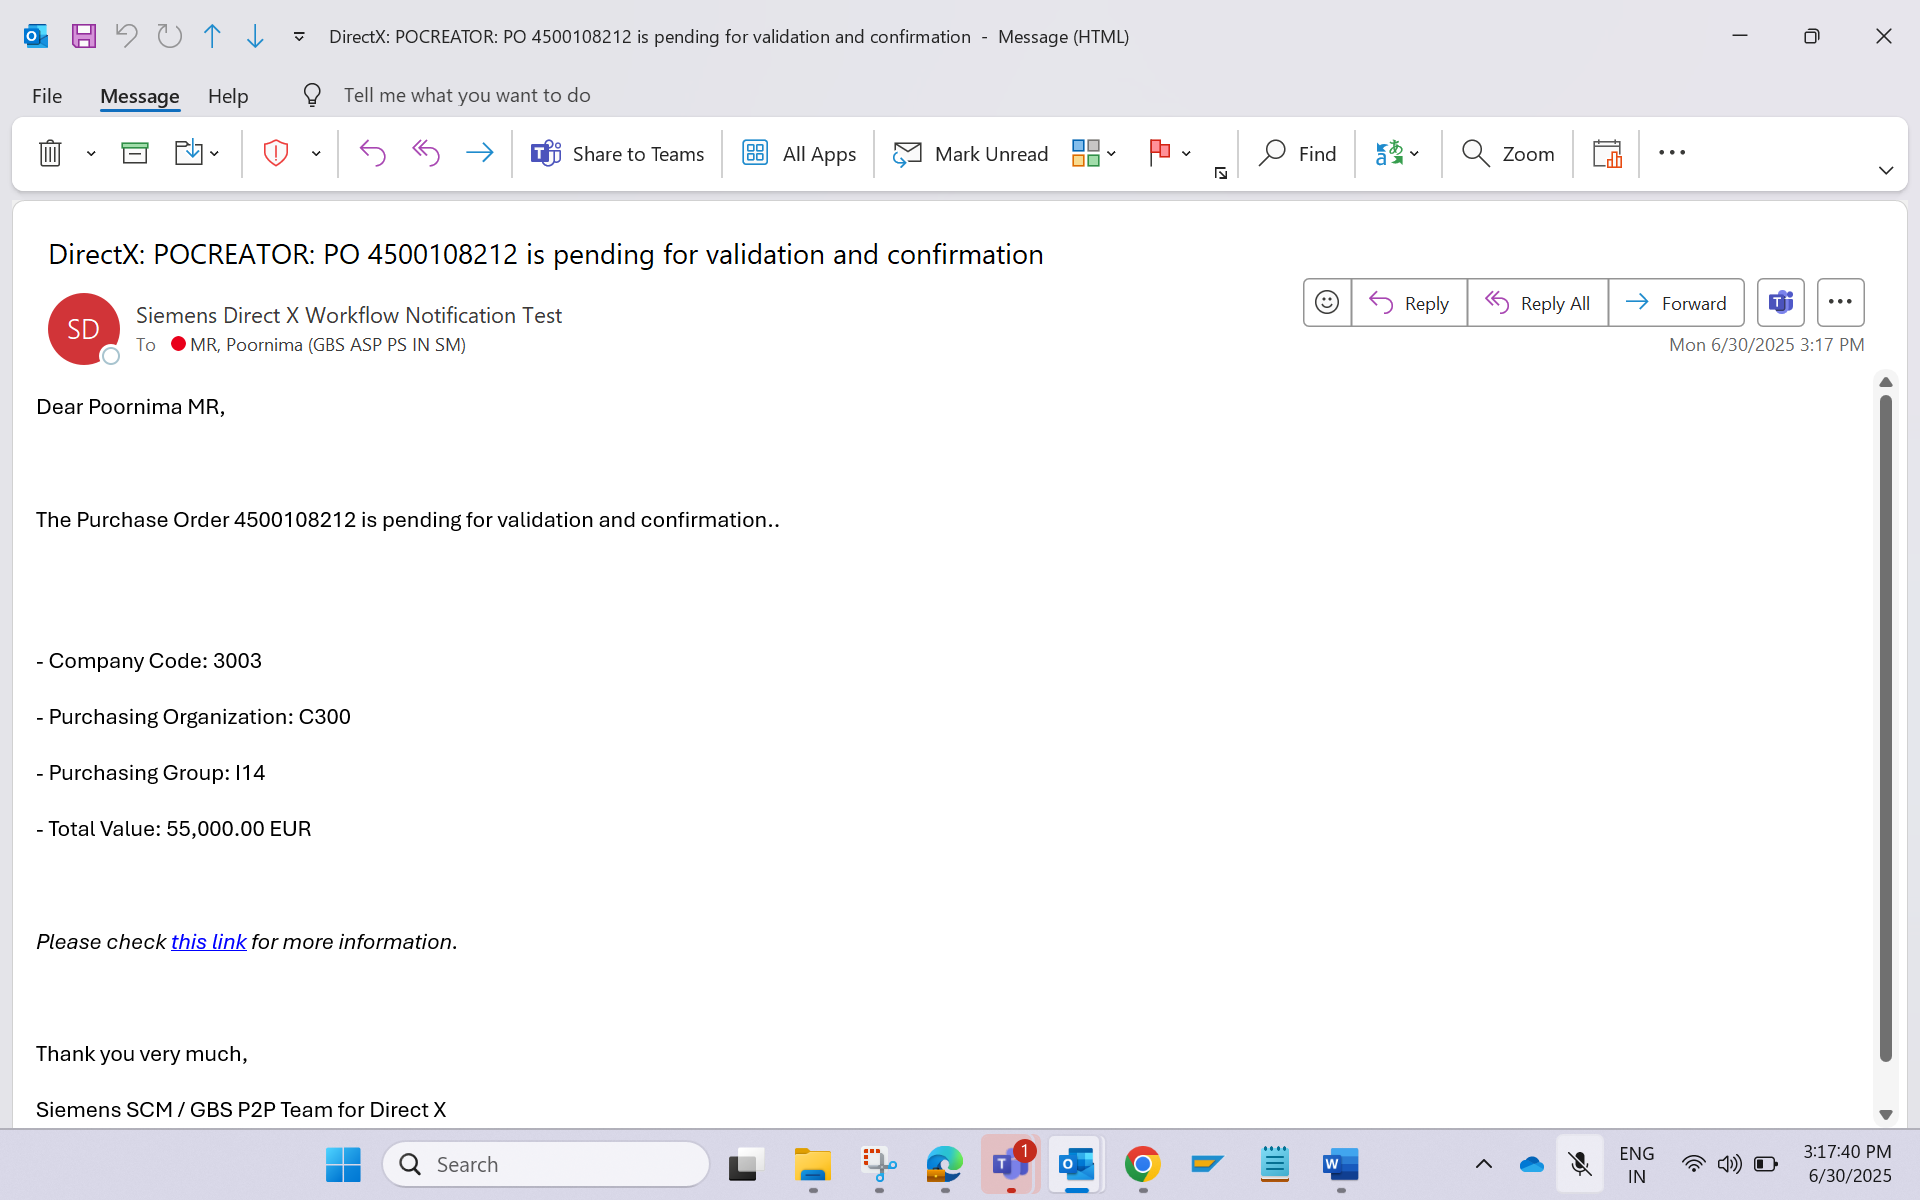 DirectX: POCREATOR: PO 4500108212 is pending for validation and confirmation - Message (HTML)
File Message Help Tell me what you want to do
Share to Teams All Apps Mark Unread Find Zoom
DirectX: POCREATOR: PO 4500108212 is pending for validation and confirmation
SD
Siemens Direct X Workflow Notification Test
To MR, Poornima (GBS ASP PS IN SM)
Reply Reply All Forward
Mon 6/30/2025 3:17 PM
Dear Poornima MR,
The Purchase Order 4500108212 is pending for validation and confirmation..
- Company Code: 3003
- Purchasing Organization: C300
- Purchasing Group: I14
- Total Value: 55,000.00 EUR
Please check this link for more information.
Thank you very much,
Siemens SCM / GBS P2P Team for Direct X
Search
1
ENG
IN
3:17:40 PM
6/30/2025